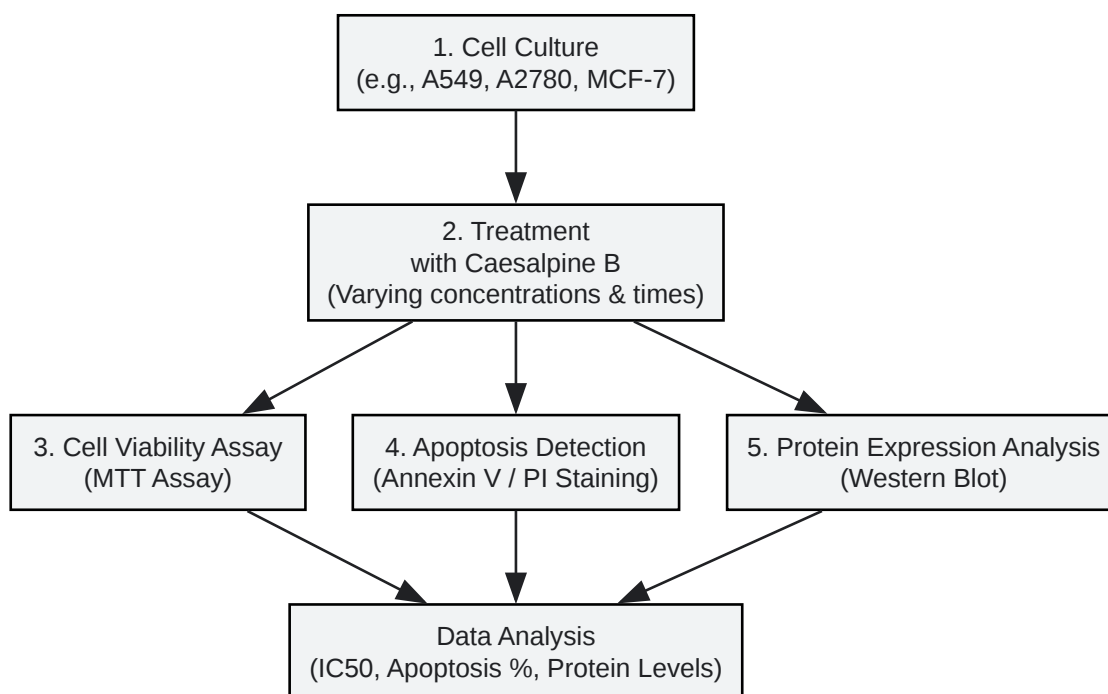 1. Cell Culture
(e.g., A549, A2780, MCF-7)
2. Treatment
with Caesalpine B
(Varying concentrations & times)
3. Cell Viability Assay
(MTT Assay)
4. Apoptosis Detection
(Annexin V / PI Staining)
5. Protein Expression Analysis
(Western Blot)
Data Analysis
(IC50, Apoptosis %, Protein Levels)